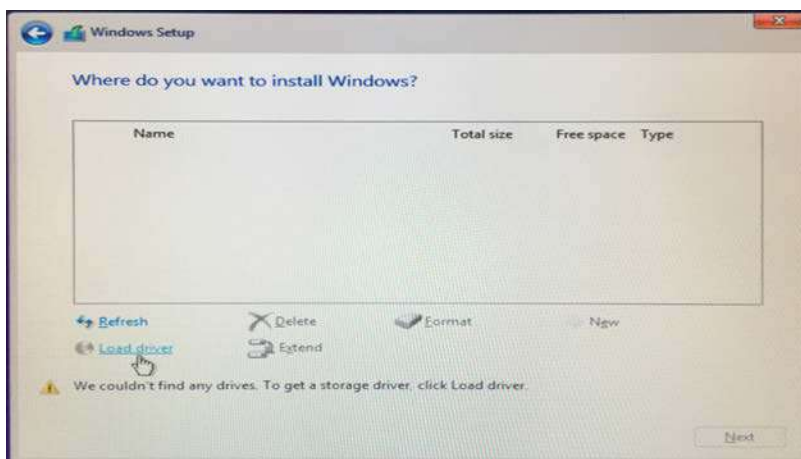 Windows Setup
Where do you want to install Windows?
Name Total size Free space Type
Refresh Delete Format New
Load driver Extend
We couldn't find any drives. To get a storage driver, click Load driver.
Next